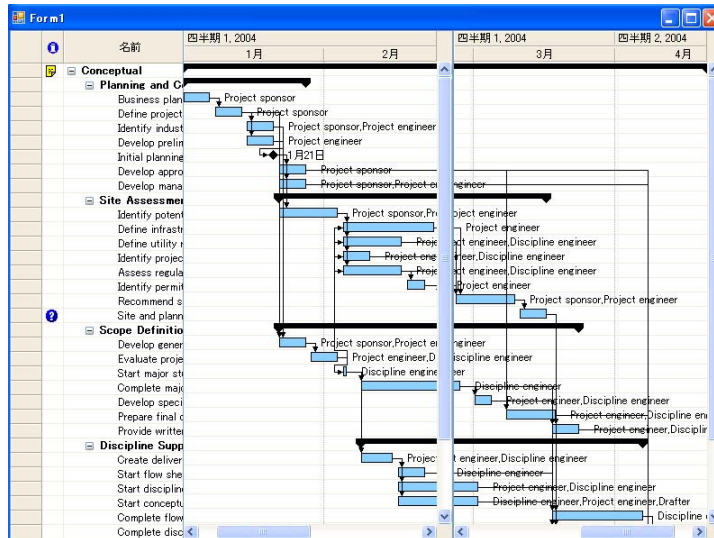 Form1
四半期 1, 2004 四半期 1, 2004 四半期 2, 2004
名前 1月 2月 3月 4月
Conceptual
Planning and C
Business plan Project sponsor
Define project Project sponsor
Identify indust Project sponsor,Project engineer
Develop prelin Project engineer
Initial planning 1月21日
Develop appro Project sponsor
Develop mana Project sponsor,Project engineer
Site Assessmer
Identify potent Project sponsor,Project engineer
Define infrastr Project engineer
Define utility r Project engineer,Discipline engineer
Identify projec Project engineer,Discipline engineer
Assess regula Project engineer,Discipline engineer
Identify permit Project engineer
Recommend s Project sponsor,Project engineer
Site and plann
Scope Definitio
Develop gener Project sponsor,Project engineer
Evaluate proje Project engineer,Discipline engineer
Start major st Discipline engineer
Complete majo Discipline engineer
Develop speci Project engineer,Discipline engineer
Prepare final c Project engineer,Discipline en
Provide written Project engineer,Disciplin
Discipline Supp
Create deliver Project engineer,Discipline engineer
Start flow she Discipline engineer
Start disciplin Project engineer,Discipline engineer
Start conceptu Discipline engineer,Project engineer,Drafter
Complete flow Discipline
Complete disc